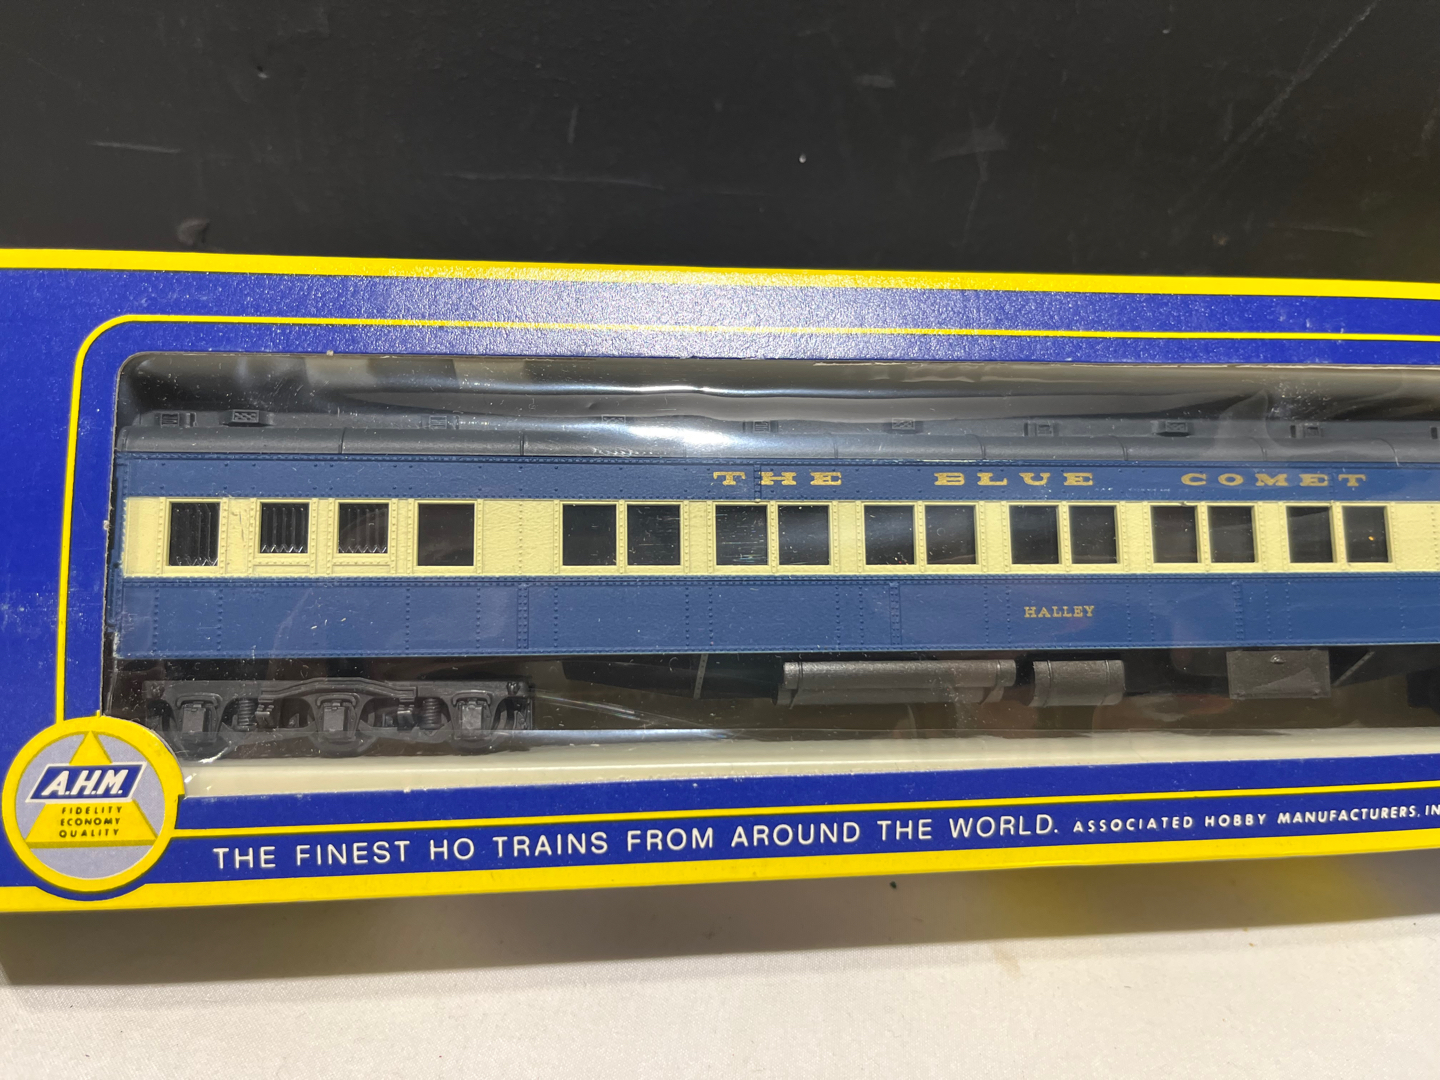 THE BLUE COMET
HALLEY
A.H.M.
FIDELITY
ECONOMY
QUALITY
THE FINEST HO TRAINS FROM AROUND THE WORLD. ASSOCIATED HOBBY MANUFACTURERS, IN